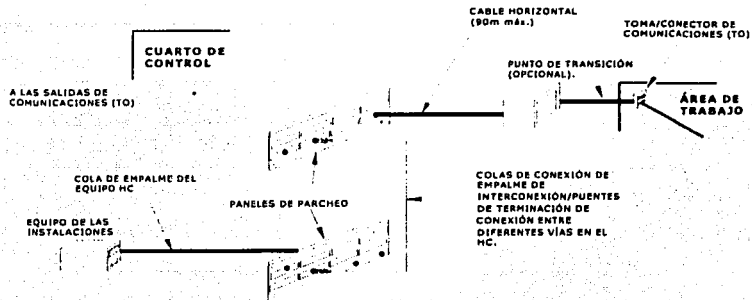 CABLE HORIZONTAL
(90m máx.)
TOMA/CONECTOR DE
COMUNICACIONES (TO)
CUARTO DE
CONTROL
PUNTO DE TRANSICIÓN
(OPCIONAL).
A LAS SALIDAS DE
COMUNICACIONES (TO)
ÁREA DE
TRABAJO
COLA DE EMPALME DEL
EQUIPO HC
PANELES DE PARCHEO
COLAS DE CONEXIÓN DE
EMPALME DE
INTERCONEXIÓN/PUENTES
DE TERMINACIÓN DE
CONEXIÓN ENTRE
DIFERENTES VÍAS EN EL
HC.
EQUIPO DE LAS
INSTALACIONES